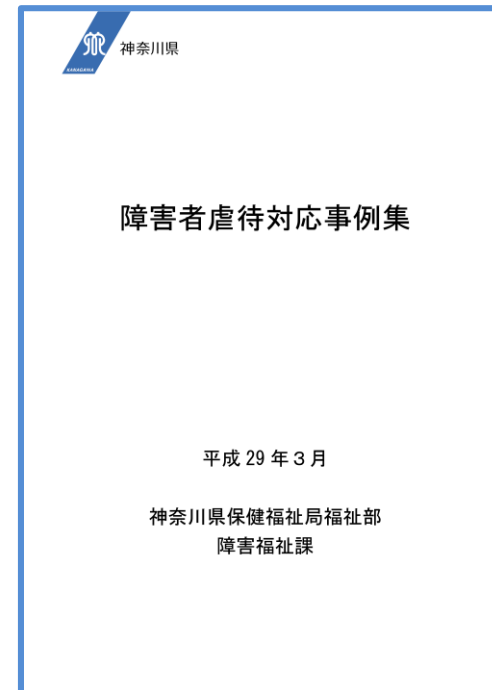 神奈川県
KANAGAWA
障害者虐待対応事例集
平成 29 年３月
神奈川県保健福祉局福祉部
障害福祉課